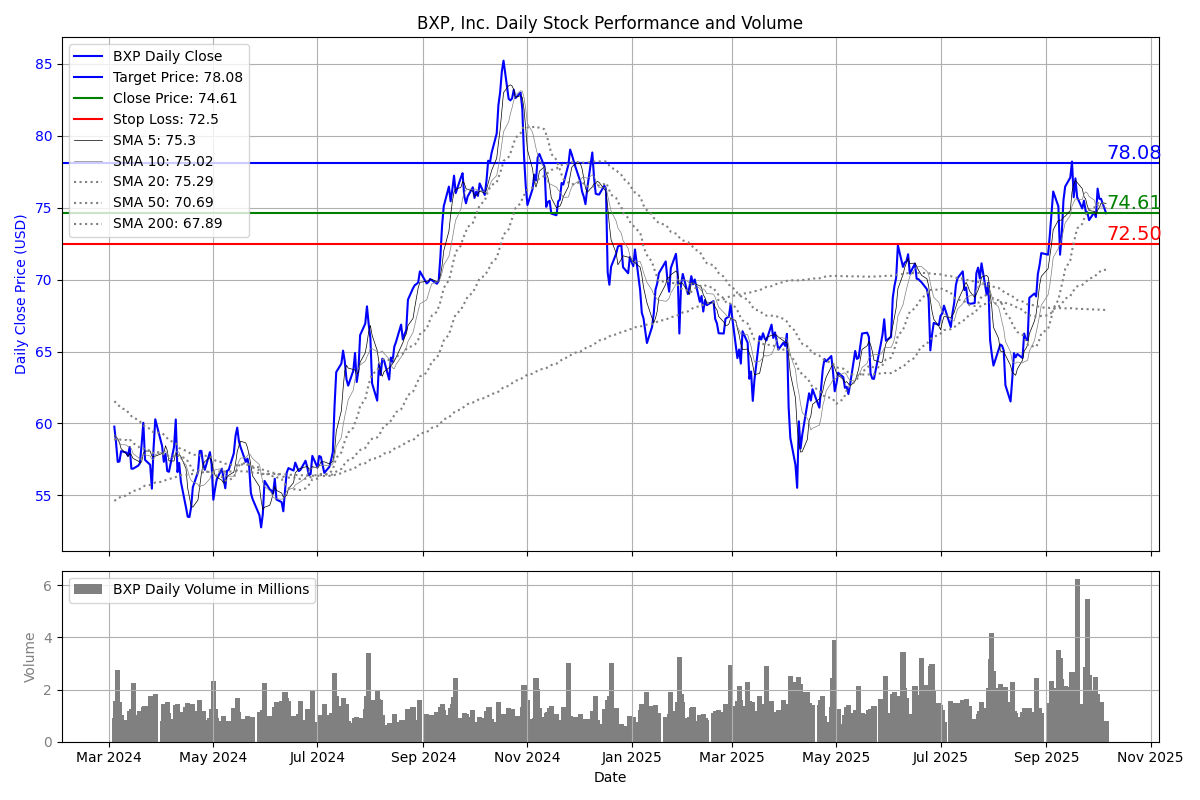 BXP, Inc. Daily Stock Performance and Volume
BXP Daily Close
Target Price: 78.08
Close Price: 74.61
Stop Loss: 72.5
SMA 5: 75.3
SMA 10: 75.02
SMA 20: 75.29
SMA 50: 70.69
SMA 200: 67.89
85
80
75
70
65
60
55
Daily Close Price (USD)
78.08
74.61
72.50
BXP Daily Volume in Millions
6
4
2
0
Volume
Mar 2024 May 2024 Jul 2024 Sep 2024 Nov 2024 Jan 2025 Mar 2025 May 2025 Jul 2025 Sep 2025 Nov 2025
Date